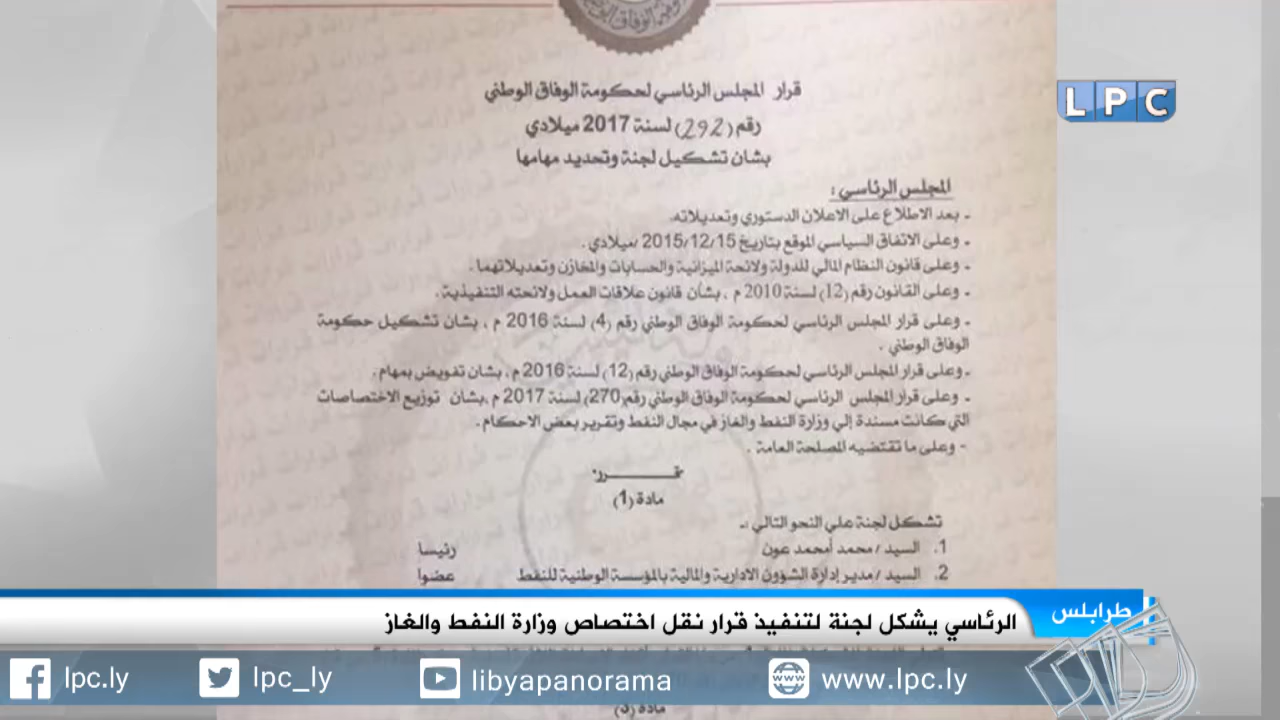 حكومة الوفاق الوطني
قرار المجلس الرئاسي لحكومة الوفاق الوطني
رقم (292) لسنة 2017 ميلادي
بشان تشكيل لجنة وتحديد مهامها
LPC
المجلس الرئاسي :
- بعد الاطلاع على الاعلان الدستوري وتعديلاته.
- وعلى الاتفاق السياسي الموقع بتاريخ 2015/12/15 ميلادي .
- وعلى قانون النظام المالي للدولة ولائحة الميزانية والحسابات والمخازن وتعديلاتهما .
- وعلى القانون رقم (12) لسنة 2010 م ، بشأن قانون علاقات العمل ولائحته التنفيذية .
- وعلى قرار المجلس الرئاسي لحكومة الوفاق الوطني رقم (4) لسنة 2016 م ، بشان تشكيل حكومة
الوفاق الوطني .
- وعلى قرار المجلس الرئاسي لحكومة الوفاق الوطني رقم (12) لسنة 2016 م ، بشان تفويض بمهام .
- وعلى قرار المجلس الرئاسي لحكومة الوفاق الوطني رقم (270) لسنة 2017 م ،بشان توزيع الاختصاصات
التي كانت مسندة إلي وزارة النفط والغاز في مجال النفط وتقرير بعض الاحكام .
- وعلى ما تقتضيه المصلحة العامة .
قـــــــرر:
مادة (1)
تشكل لجنة علي النحو التالي :ـ
1. السيد / محمد أمحمد عون رئيسا
2. السيد / مدير إدارة الشؤون الادارية والمالية بالمؤسسة الوطنية للنفط عضوا
طرابلس
الرئاسي يشكل لجنة لتنفيذ قرار نقل اختصاص وزارة النفط والغاز
lpc.ly lpc_ly libyapanorama www.lpc.ly
مادة (3)